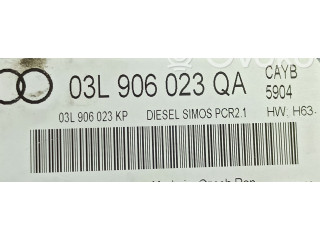 03L 906 023 QA CAYB
5904
03L 906 023 KP DIESEL SIMOS PCR2.1 HW: H63-